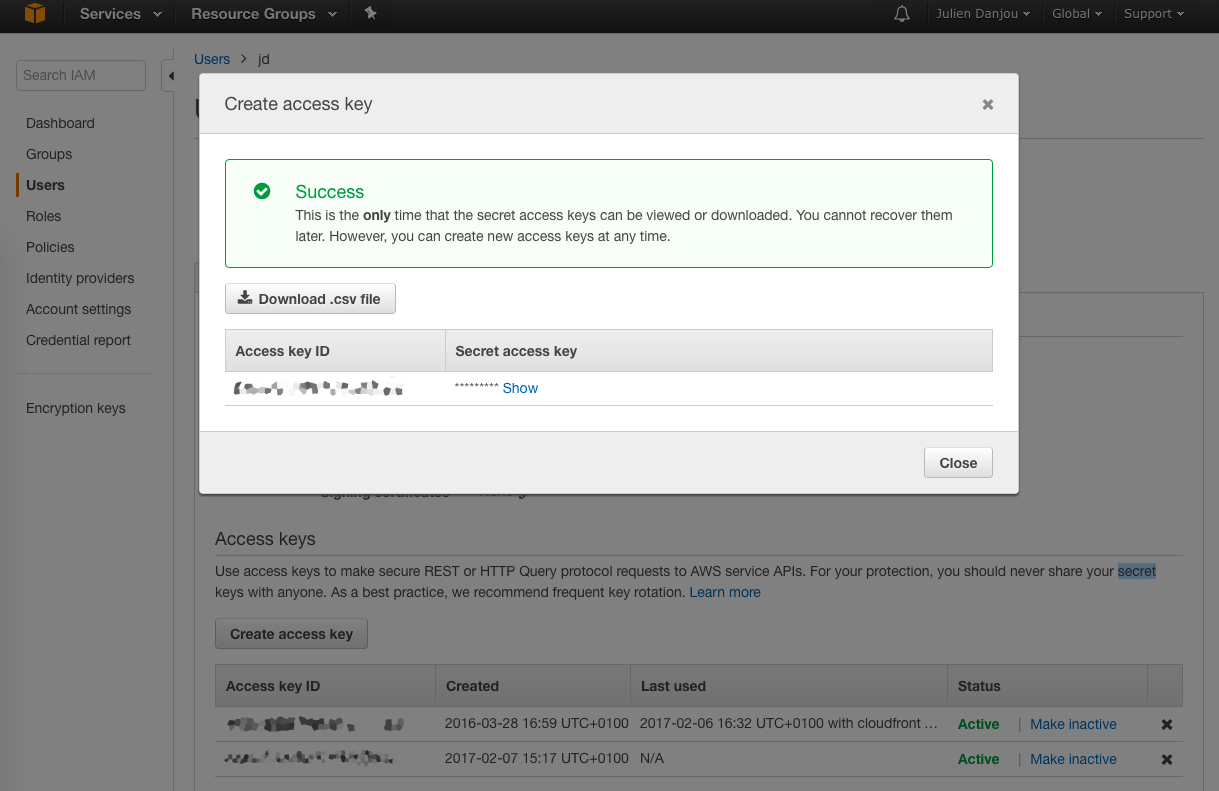 Services Resource Groups Julien Danjou Global Support
Search IAM
Users > jd
Dashboard
Groups
Users
Roles
Policies
Identity providers
Account settings
Credential report
Encryption keys
Create access key
Success
This is the only time that the secret access keys can be viewed or downloaded. You cannot recover them
later. However, you can create new access keys at any time.
Download .csv file
Access key ID Secret access key
********* Show
Close
Access keys
Use access keys to make secure REST or HTTP Query protocol requests to AWS service APIs. For your protection, you should never share your secret
keys with anyone. As a best practice, we recommend frequent key rotation. Learn more
Create access key
Access key ID Created Last used Status
2016-03-28 16:59 UTC+0100 2017-02-06 16:32 UTC+0100 with cloudfront … Active | Make inactive
2017-02-07 15:17 UTC+0100 N/A Active | Make inactive